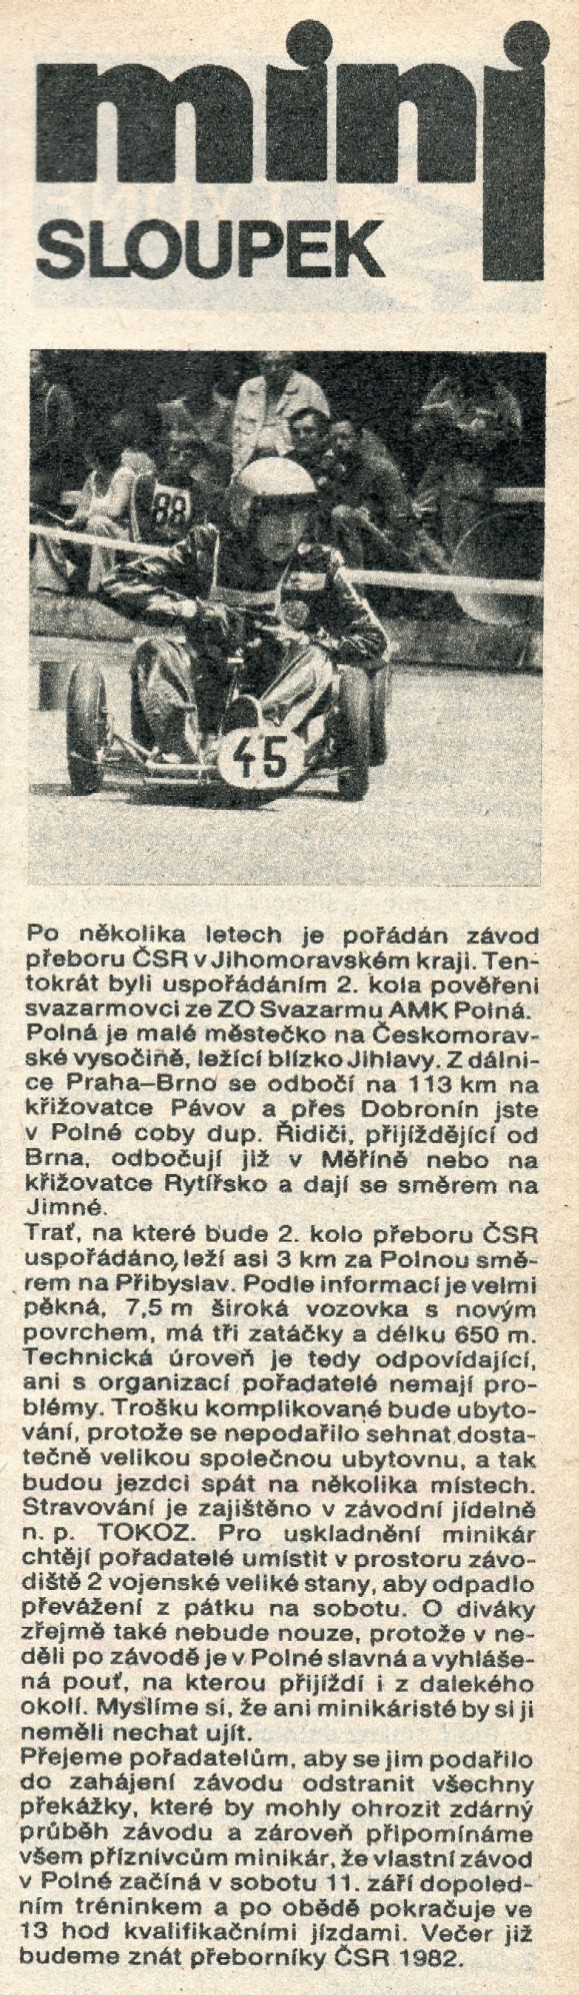 mini
SLOUPEK
88
45
Po několika letech je pořádán závod
přeboru ČSR v Jihomoravském kraji. Ten-
tokrát byli uspořádáním 2. kola pověřeni
svazarmovci ze ZO Svazarmu AMK Polná.
Polná je malé městečko na Českomorav-
ské vysočině, ležící blízko Jihlavy. Z dálni-
ce Praha–Brno se odbočí na 113 km na
křižovatce Pávov a přes Dobronín jste
v Polné coby dup. Řidiči, přijíždějící od
Brna, odbočují již v Měříně nebo na
křižovatce Rytířsko a dají se směrem na
Jimné.
Trať, na které bude 2. kolo přeboru ČSR
uspořádáno, leží asi 3 km za Polnou smě-
rem na Přibyslav. Podle informací je velmi
pěkná, 7,5 m široká vozovka s novým
povrchem, má tři zatáčky a délku 650 m.
Technická úroveň je tedy odpovídající,
ani s organizací pořadatelé nemají pro-
blémy. Trošku komplikované bude ubyto-
vání, protože se nepodařilo sehnat dosta-
tečně velikou společnou ubytovnu, a tak
budou jezdci spát na několika místech.
Stravování je zajištěno v závodní jídelně
n. p. TOKOZ. Pro uskladnění minikár
chtějí pořadatelé umístit v prostoru závo-
diště 2 vojenské veliké stany, aby odpadlo
převážení z pátku na sobotu. O diváky
zřejmě také nebude nouze, protože v ne-
děli po závodě je v Polné slavná a vyhláše-
ná pouť, na kterou přijíždí i z dalekého
okolí. Myslíme si, že ani minikáristé by si ji
neměli nechat ujít.
Přejeme pořadatelům, aby se jim podařilo
do zahájení závodu odstranit všechny
překážky, které by mohly ohrozit zdárný
průběh závodu a zároveň připomínáme
všem příznivcům minikár, že vlastní závod
v Polné začíná v sobotu 11. září dopoled-
ním tréninkem a po obědě pokračuje ve
13 hod kvalifikačními jízdami. Večer již
budeme znát přeborníky ČSR 1982.